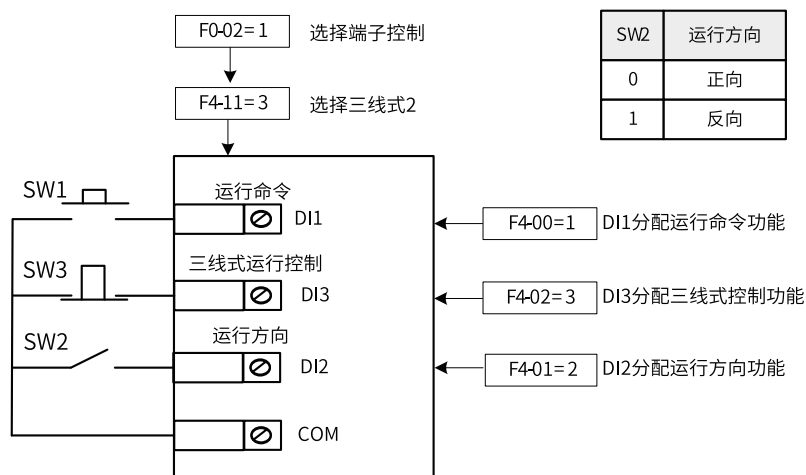 F0-02=1 选择端子控制
F4-11=3 选择三线式2
SW2 运行方向
0 正向
1 反向
SW1 运行命令
DI1
F4-00=1 DI1分配运行命令功能
SW3 三线式运行控制
DI3
F4-02=3 DI3分配三线式控制功能
SW2 运行方向
DI2
F4-01=2 DI2分配运行方向功能
COM